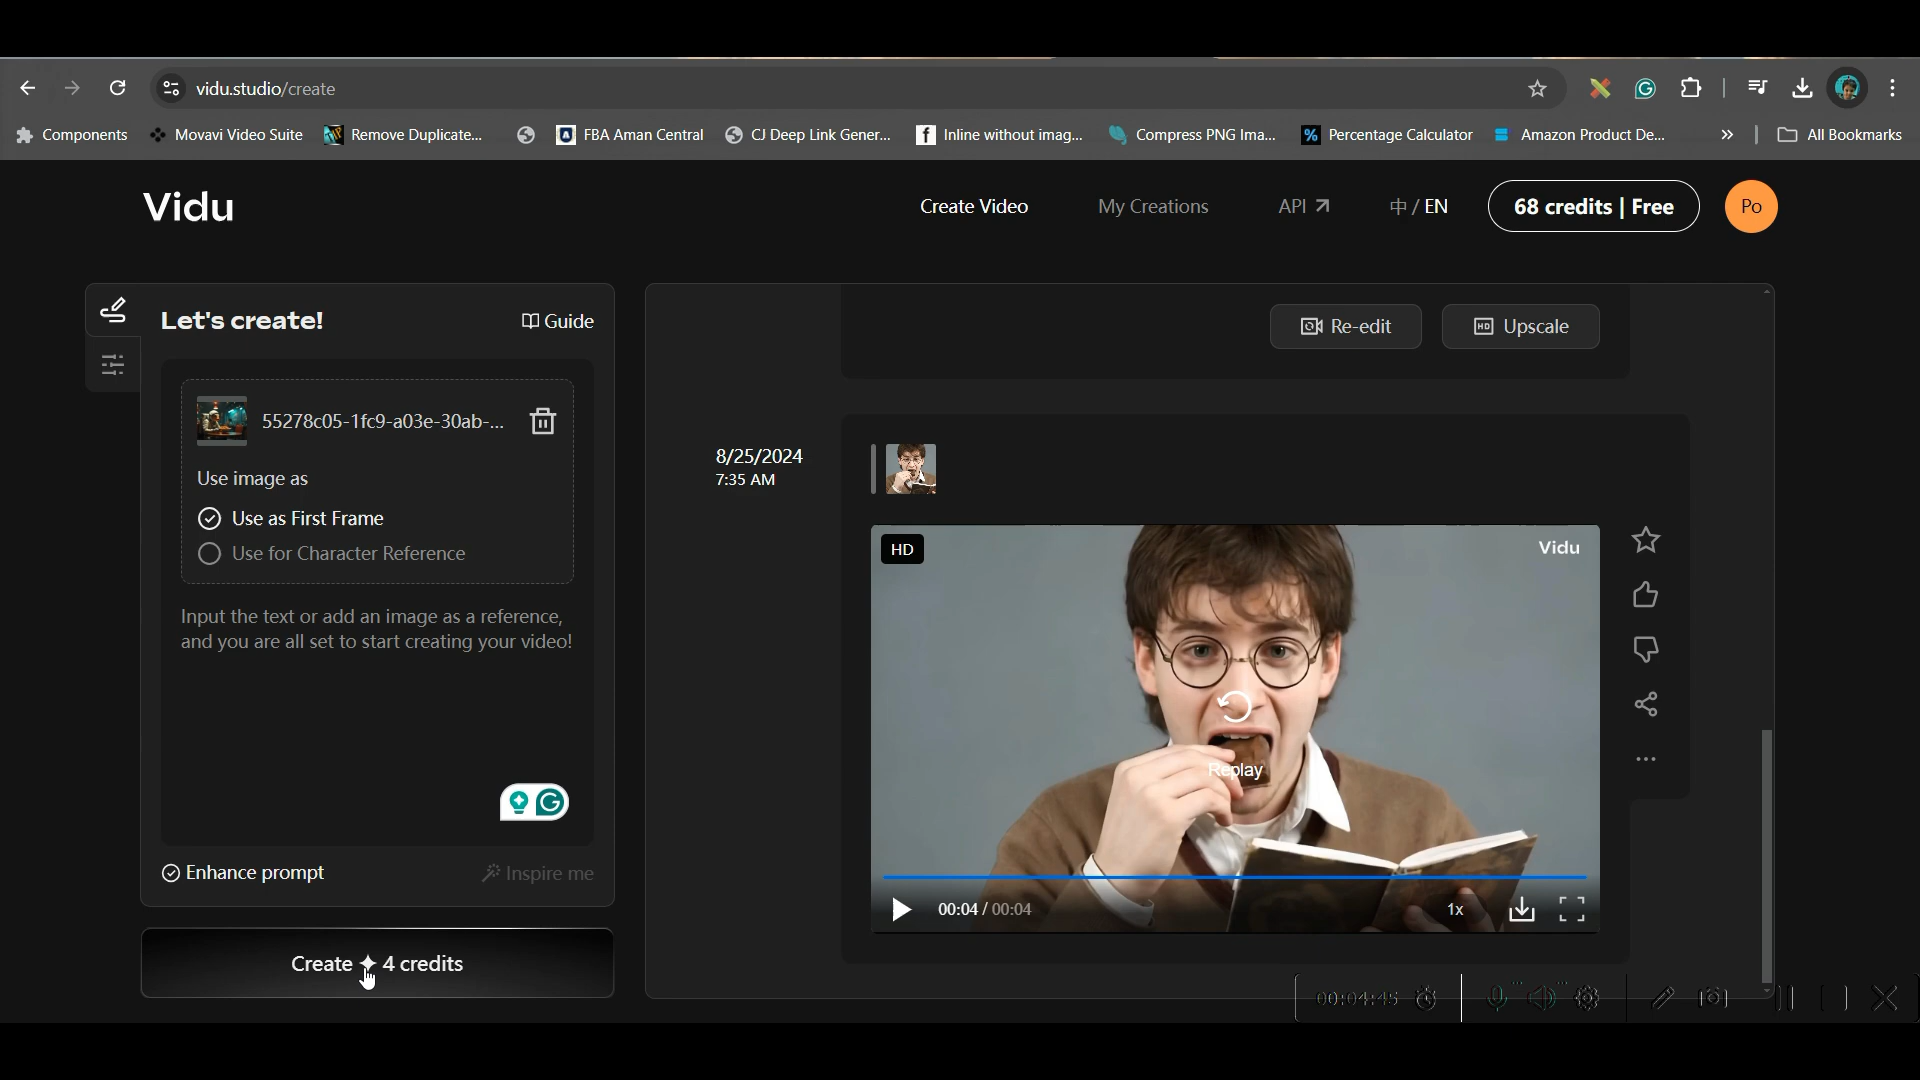 vidu.studio/create
Components
Movavi Video Suite
Remove Duplicate...
FBA Aman Central
CJ Deep Link Gener...
Inline without imag...
Compress PNG Ima...
Percentage Calculator
Amazon Product De...
All Bookmarks
Vidu
Create Video
My Creations
API
中 / EN
68 credits | Free
Po
Let's create!
Guide
Re-edit
HD Upscale
55278c05-1fc9-a03e-30ab-...
8/25/2024
7:35 AM
Use image as
Use as First Frame
Use for Character Reference
HD
Vidu
Input the text or add an image as a reference,
and you are all set to start creating your video!
Replay
Enhance prompt
Inspire me
00:04 / 00:04
1x
Create 4 credits
00:04:45